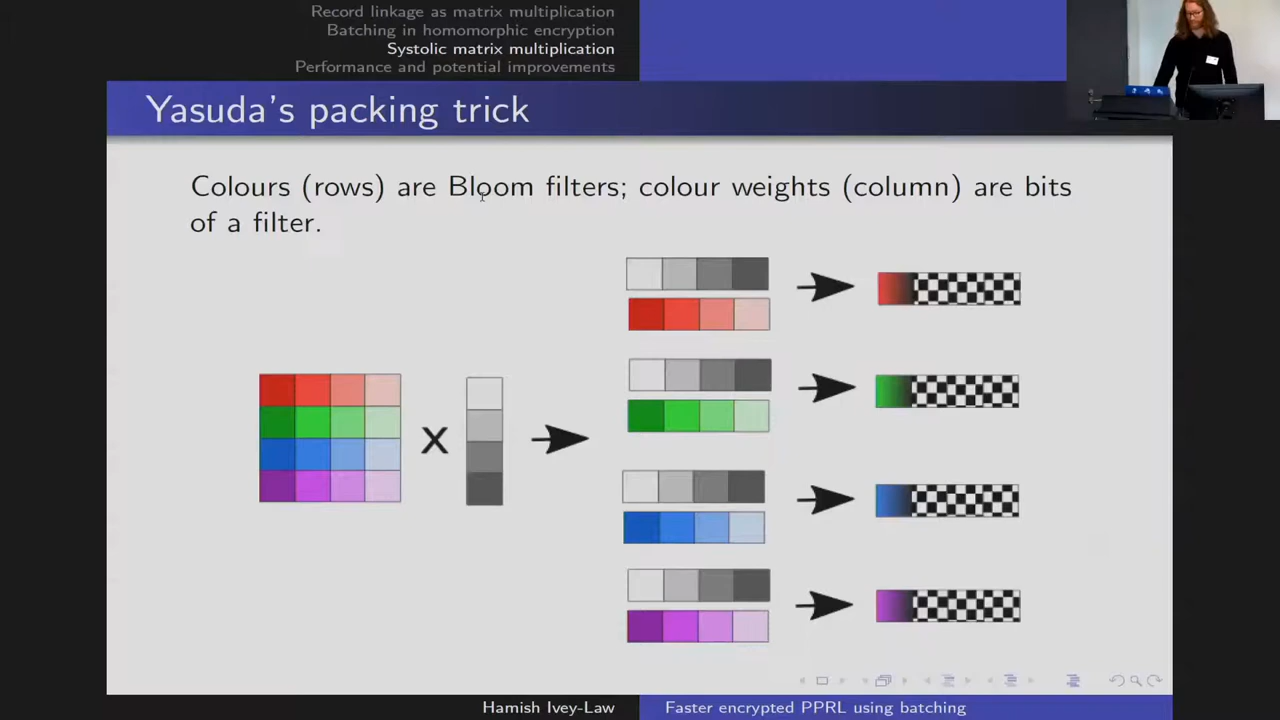 Record linkage as matrix multiplication
Batching in homomorphic encryption
Systolic matrix multiplication
Performance and potential improvements
Yasuda's packing trick
Colours (rows) are Bloom filters; colour weights (column) are bits
of a filter.
X
Hamish Ivey-Law
Faster encrypted PPRL using batching